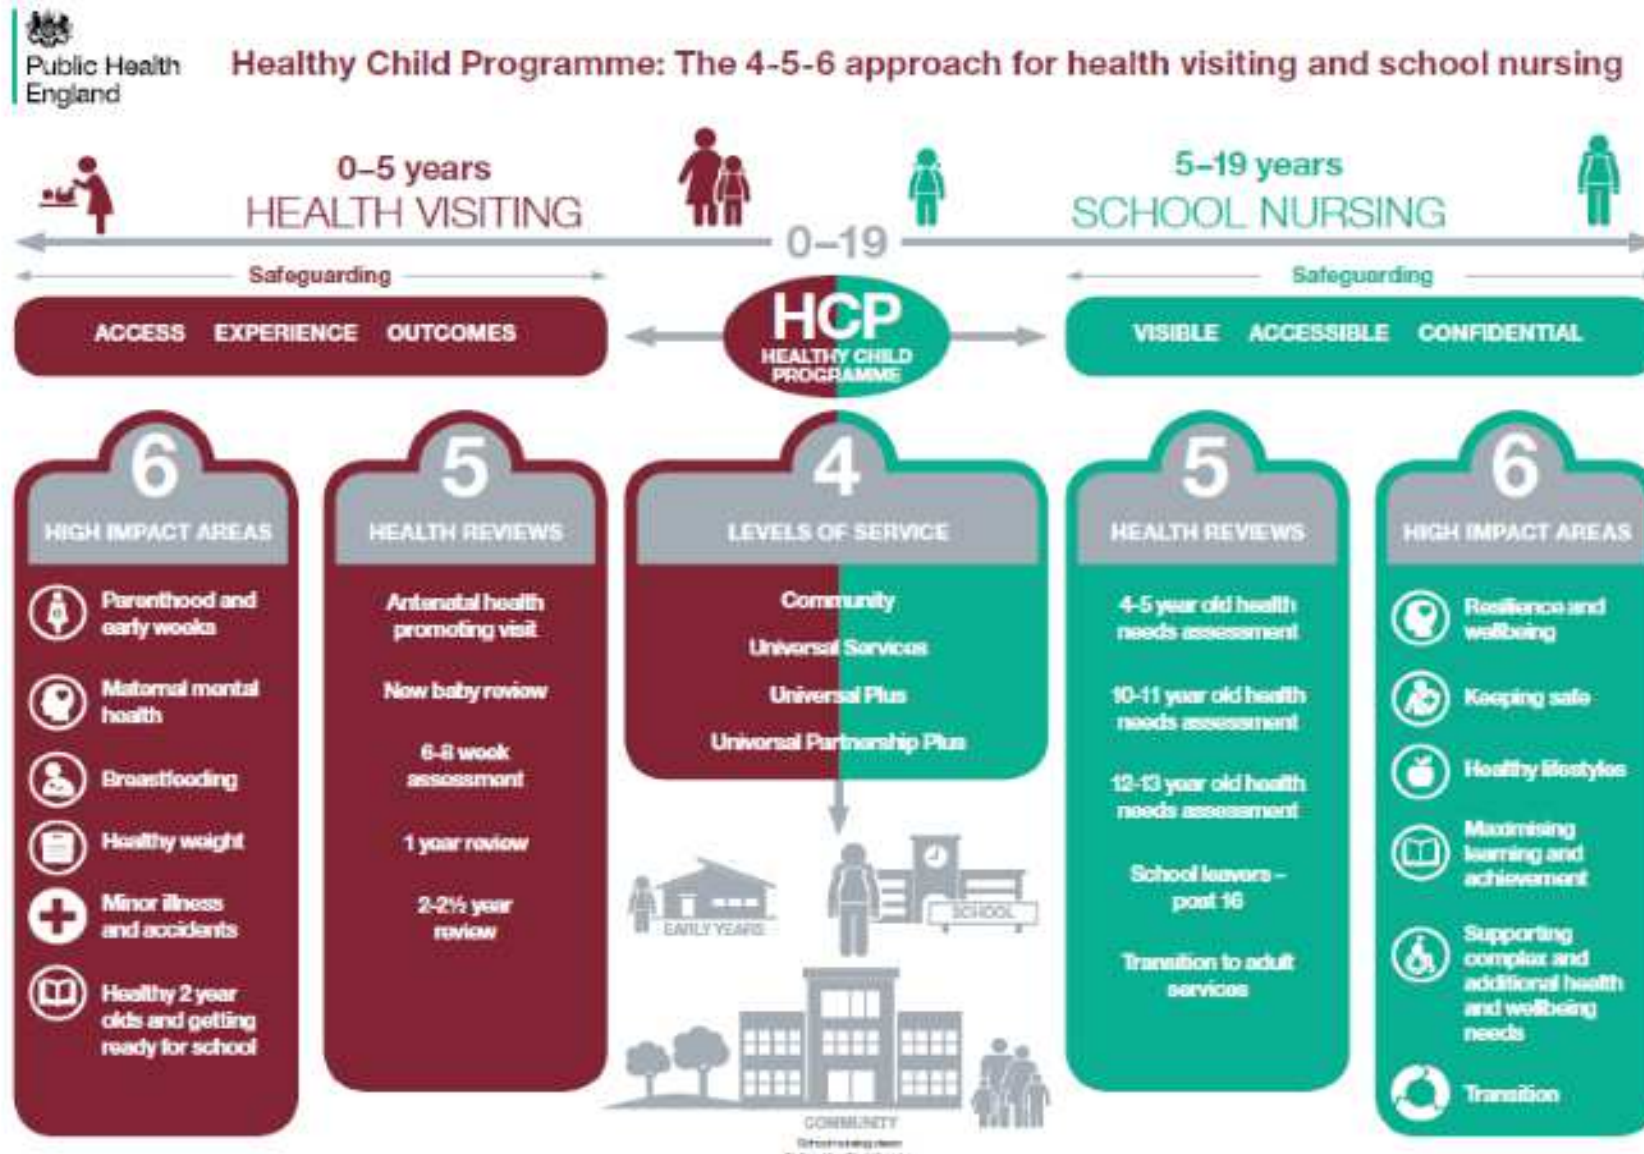 Public Health
England
Healthy Child Programme: The 4-5-6 approach for health visiting and school nursing
0–5 years
HEALTH VISITING
5–19 years
SCHOOL NURSING
0–19
Safeguarding
Safeguarding
ACCESS EXPERIENCE OUTCOMES
HCP
HEALTHY CHILD
PROGRAMME
VISIBLE ACCESSIBLE CONFIDENTIAL
6
HIGH IMPACT AREAS
Parenthood and
early weeks
Maternal mental
health
Breastfeeding
Healthy weight
Minor illness
and accidents
Healthy 2 year
olds and getting
ready for school
5
HEALTH REVIEWS
Antenatal health
promoting visit
New baby review
6-8 week
assessment
1 year review
2-2½ year
review
4
LEVELS OF SERVICE
Community
Universal Services
Universal Plus
Universal Partnership Plus
EARLY YEARS
SCHOOL
COMMUNITY
5
HEALTH REVIEWS
4-5 year old health
needs assessment
10-11 year old health
needs assessment
12-13 year old health
needs assessment
School leavers –
post 16
Transition to adult
services
6
HIGH IMPACT AREAS
Resilience and
wellbeing
Keeping safe
Healthy lifestyles
Maximising
learning and
achievement
Supporting
complex and
additional health
and wellbeing
needs
Transition